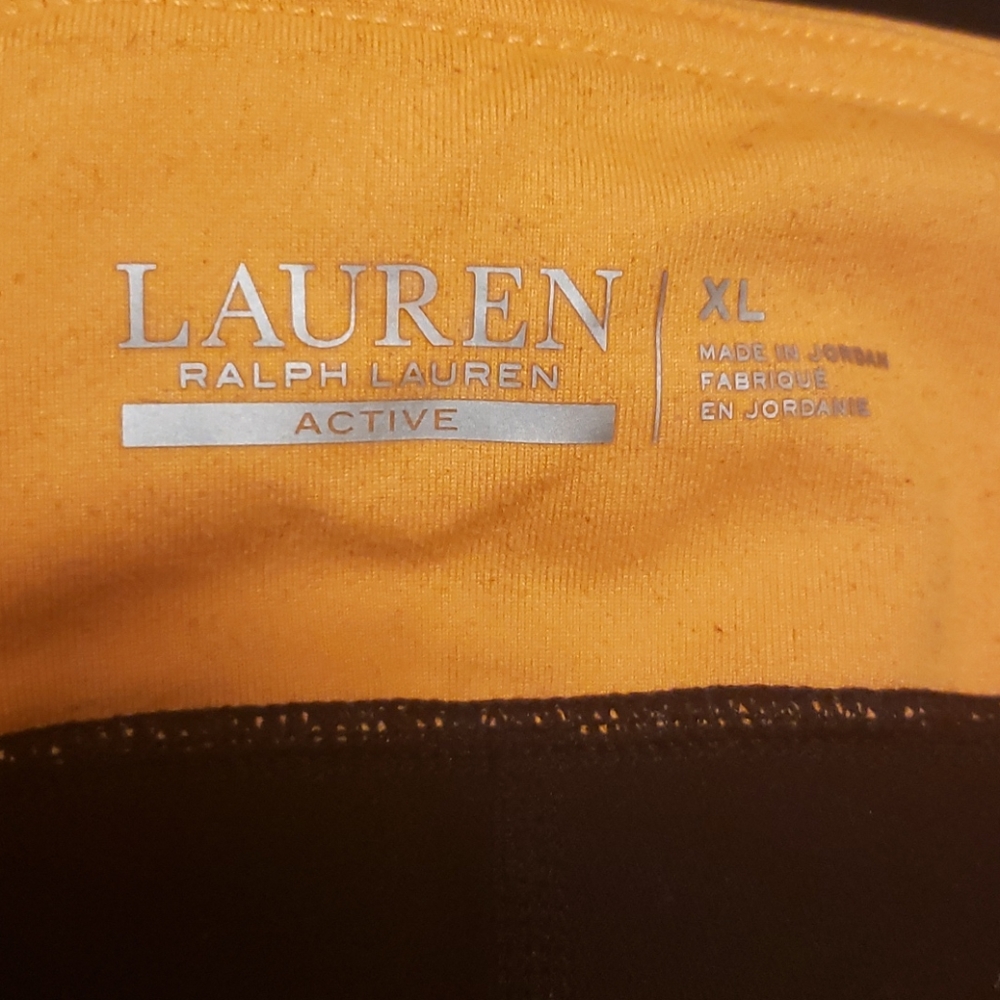 LAUREN
RALPH LAUREN
ACTIVE
XL
MADE IN JORDAN
FABRIQUÉ
EN JORDANIE